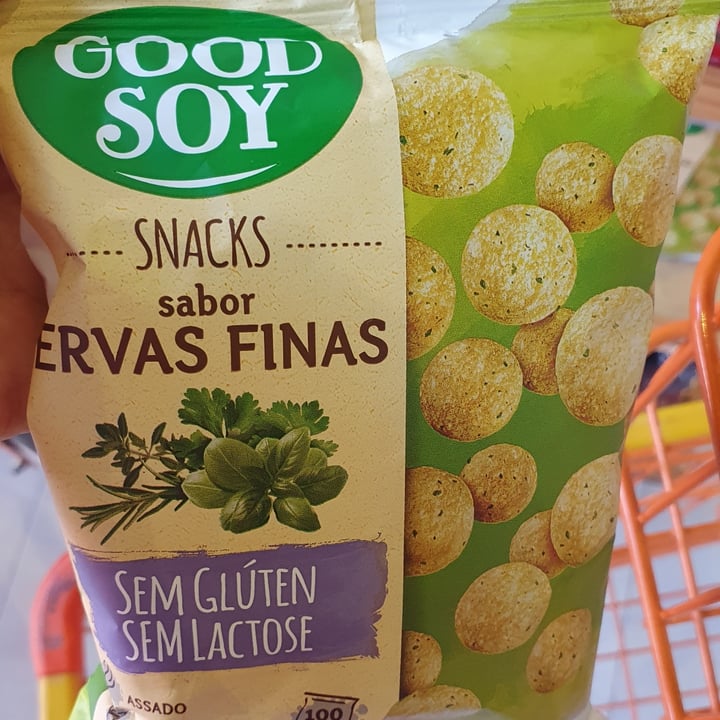 GOOD
SOY
SNACKS
sabor
ERVAS FINAS
SEM GLÚTEN
SEM LACTOSE
ASSADO
100